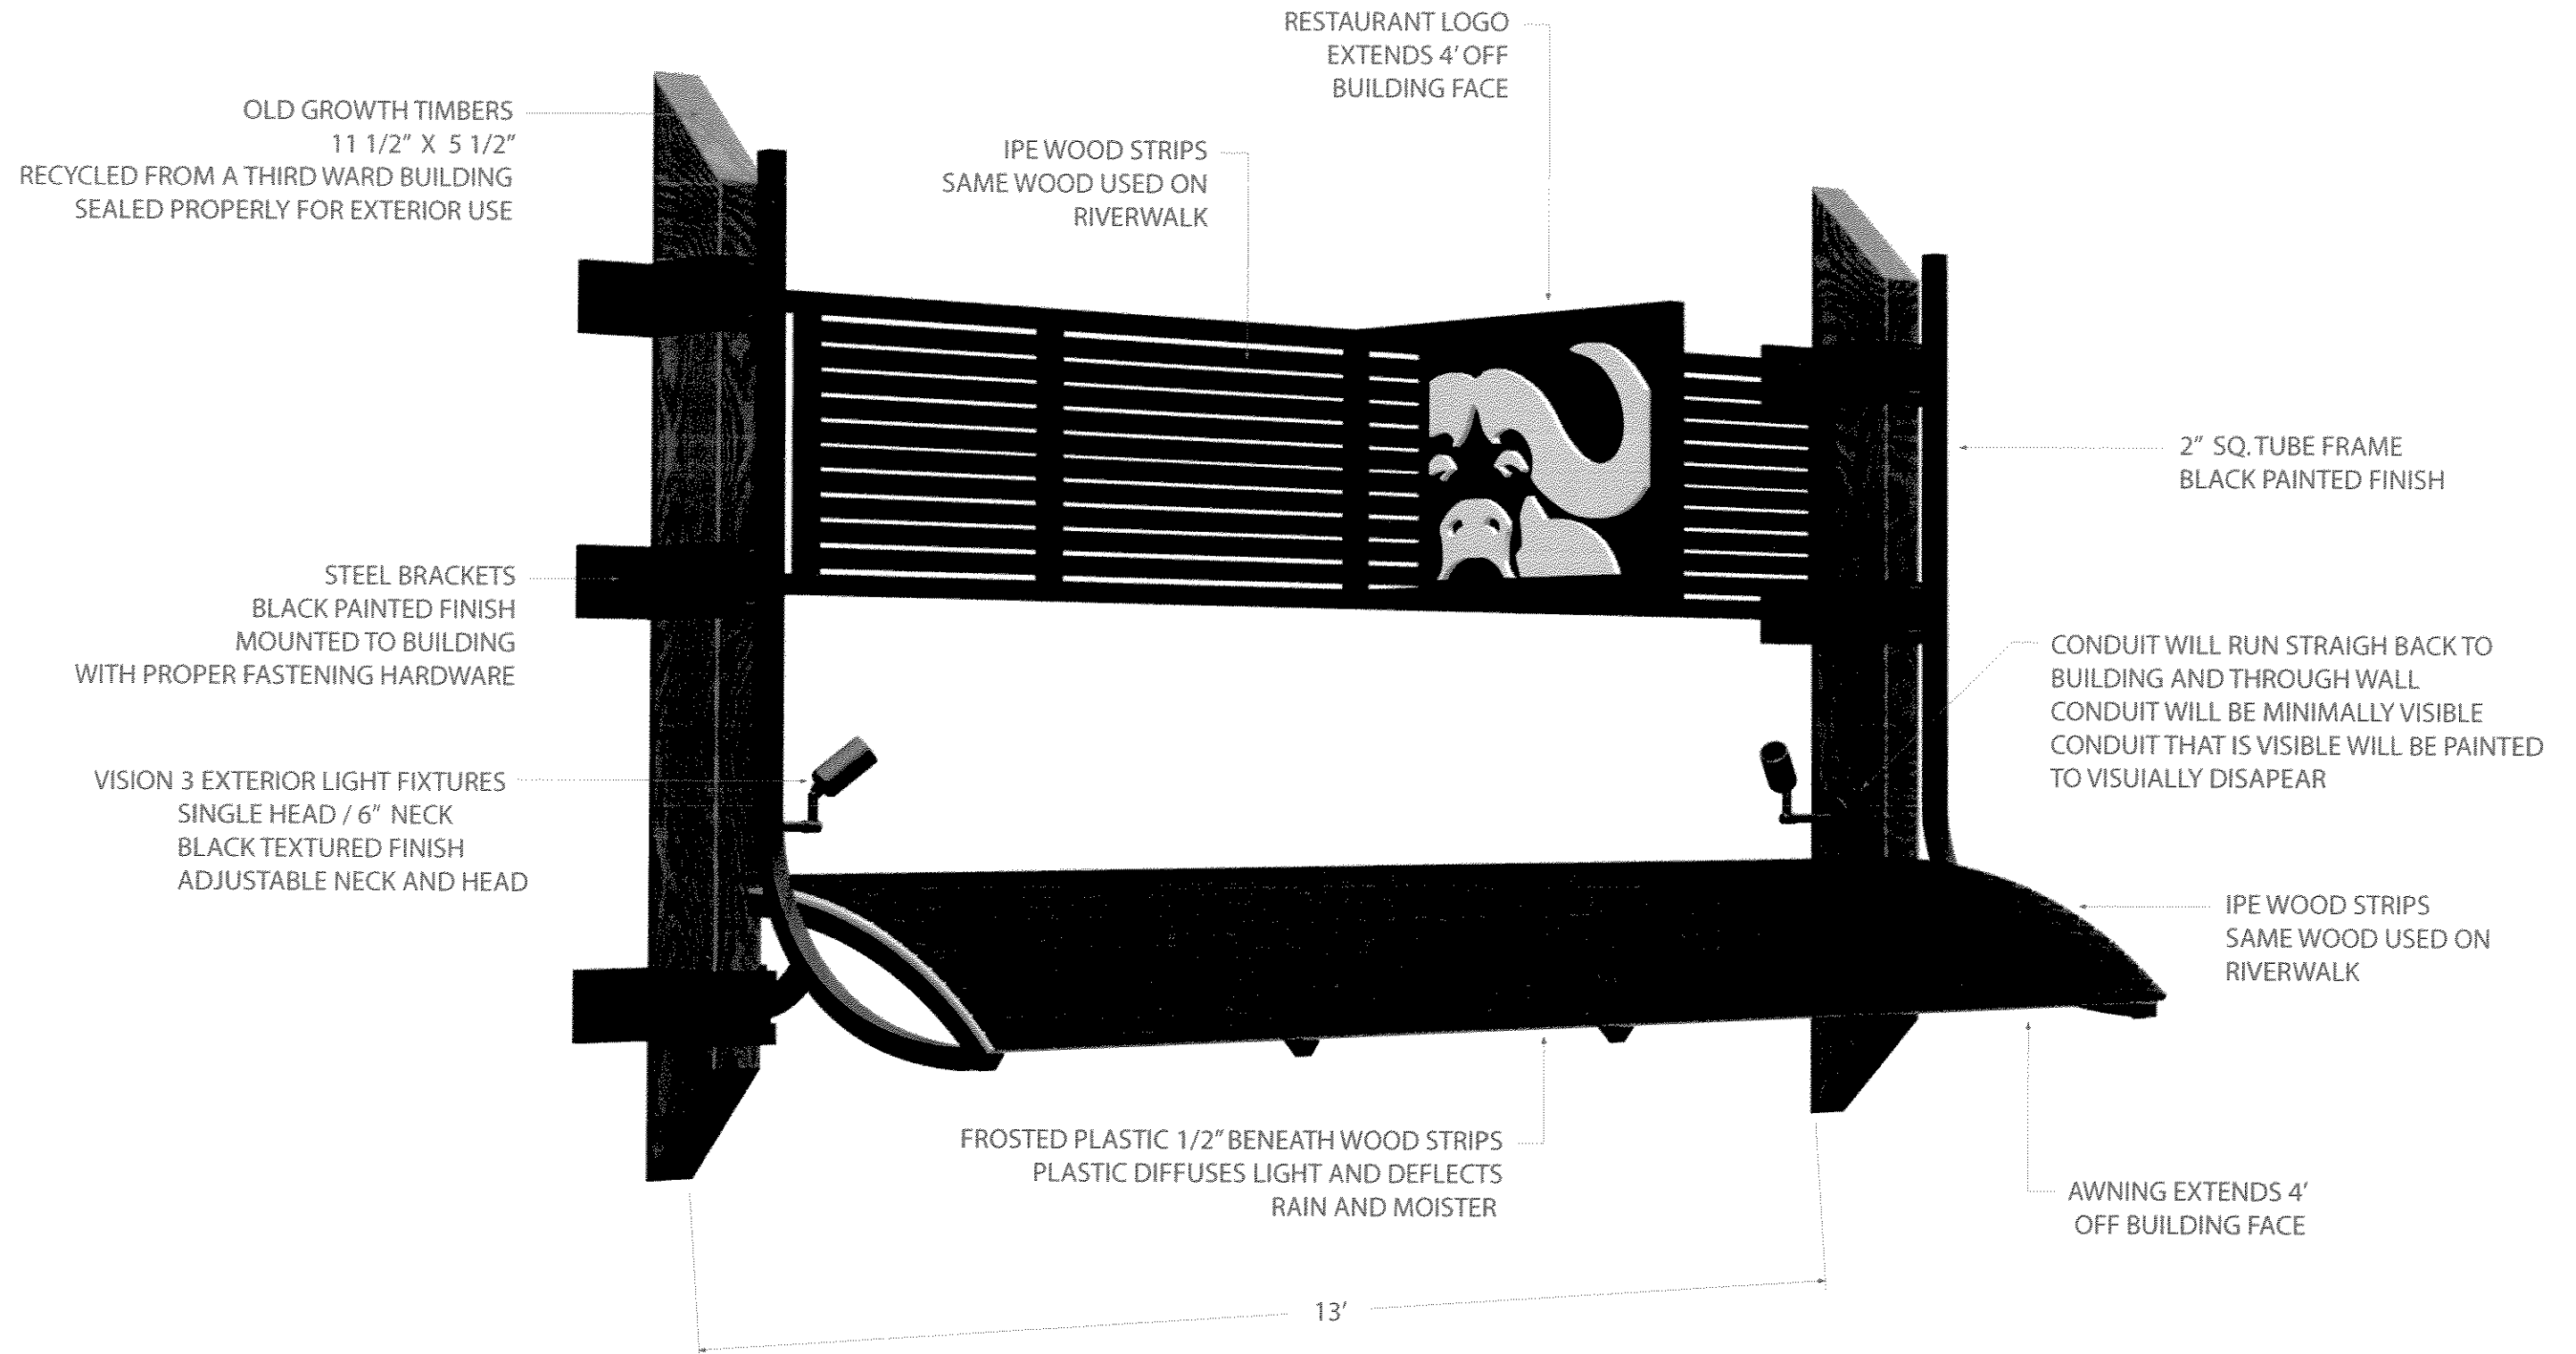 RESTAURANT LOGO
EXTENDS 4' OFF
BUILDING FACE
OLD GROWTH TIMBERS
11 1/2" X 5 1/2"
RECYCLED FROM A THIRD WARD BUILDING
SEALED PROPERLY FOR EXTERIOR USE
IPE WOOD STRIPS
SAME WOOD USED ON
RIVERWALK
2" SQ. TUBE FRAME
BLACK PAINTED FINISH
STEEL BRACKETS
BLACK PAINTED FINISH
MOUNTED TO BUILDING
WITH PROPER FASTENING HARDWARE
CONDUIT WILL RUN STRAIGH BACK TO
BUILDING AND THROUGH WALL
CONDUIT WILL BE MINIMALLY VISIBLE
CONDUIT THAT IS VISIBLE WILL BE PAINTED
TO VISUIALLY DISAPEAR
VISION 3 EXTERIOR LIGHT FIXTURES
SINGLE HEAD / 6" NECK
BLACK TEXTURED FINISH
ADJUSTABLE NECK AND HEAD
IPE WOOD STRIPS
SAME WOOD USED ON
RIVERWALK
FROSTED PLASTIC 1/2" BENEATH WOOD STRIPS
PLASTIC DIFFUSES LIGHT AND DEFLECTS
RAIN AND MOISTER
AWNING EXTENDS 4'
OFF BUILDING FACE
13'